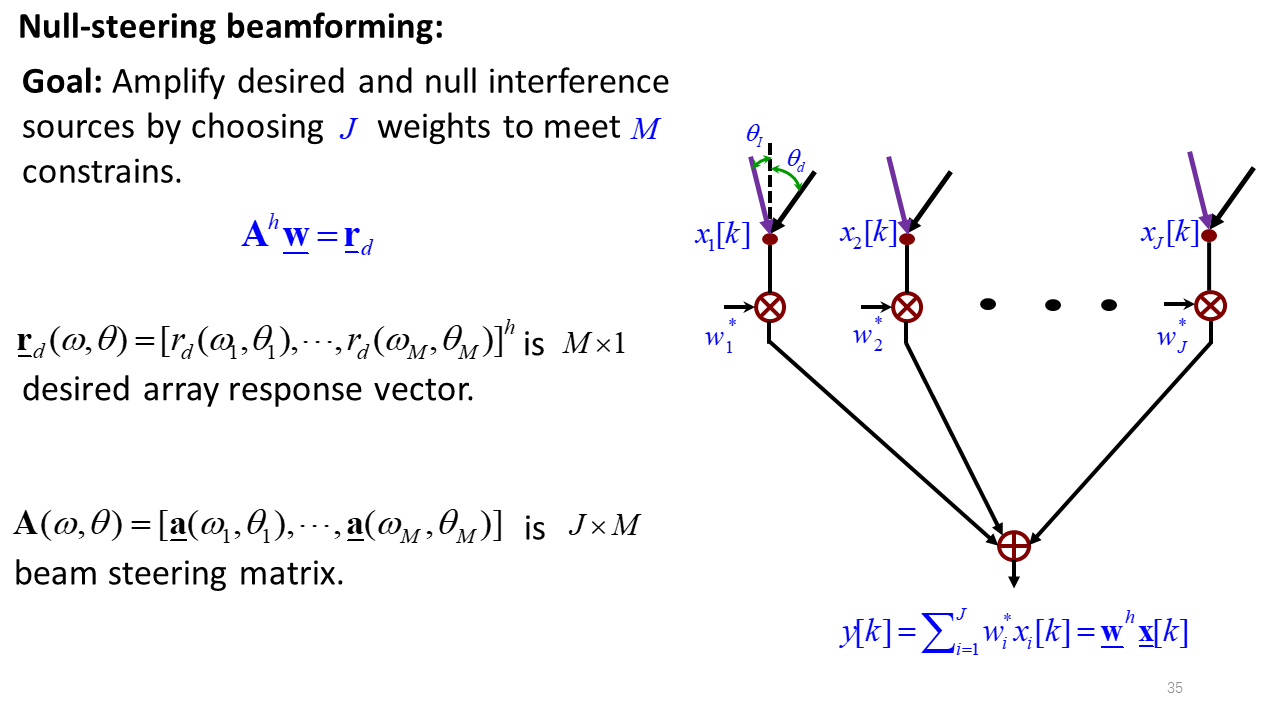 Null-steering beamforming:
Goal: Amplify desired and null interference
sources by choosing J weights to meet M
constrains.
A^h w = r_d
r_d(ω,θ) = [r_d(ω_1,θ_1),⋯,r_d(ω_M,θ_M)]^h is M×1
desired array response vector.
A(ω,θ) = [a(ω_1,θ_1),⋯,a(ω_M,θ_M)] is J×M
beam steering matrix.
θ_I θ_d
x_1[k] x_2[k] x_J[k]
w_1^* w_2^* w_J^*
y[k] = ∑_{i=1}^J w_i^* x_i[k] = w^h x[k]
35